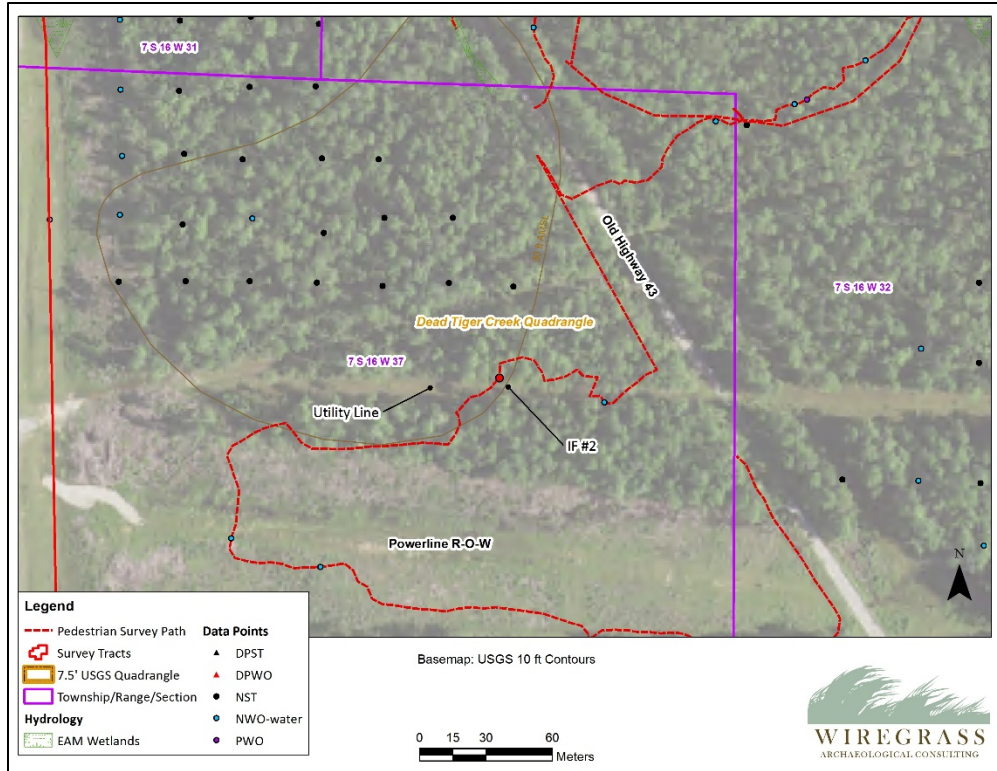 7 S 16 W 31
Old Highway 43
7 S 16 W 32
Dead Tiger Creek Quadrangle
7 S 16 W 37
Utility Line
IF #2
Powerline R-O-W
N
Legend
Pedestrian Survey Path
Survey Tracts
7.5' USGS Quadrangle
Township/Range/Section
Hydrology
EAM Wetlands
Data Points
DPST
DPWO
NST
NWO-water
PWO
Basemap: USGS 10 ft Contours
0 15 30 60
Meters
WIREGRASS
ARCHAEOLOGICAL CONSULTING